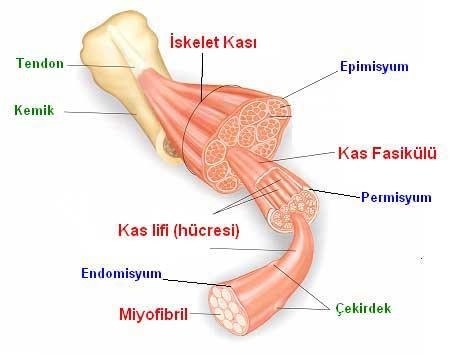 İskelet Kası
Tendon
Epimisyum
Kemik
Kas Fasikülü
Permisyum
Kas lifi (hücresi)
Endomisyum
Miyofibril
Çekirdek